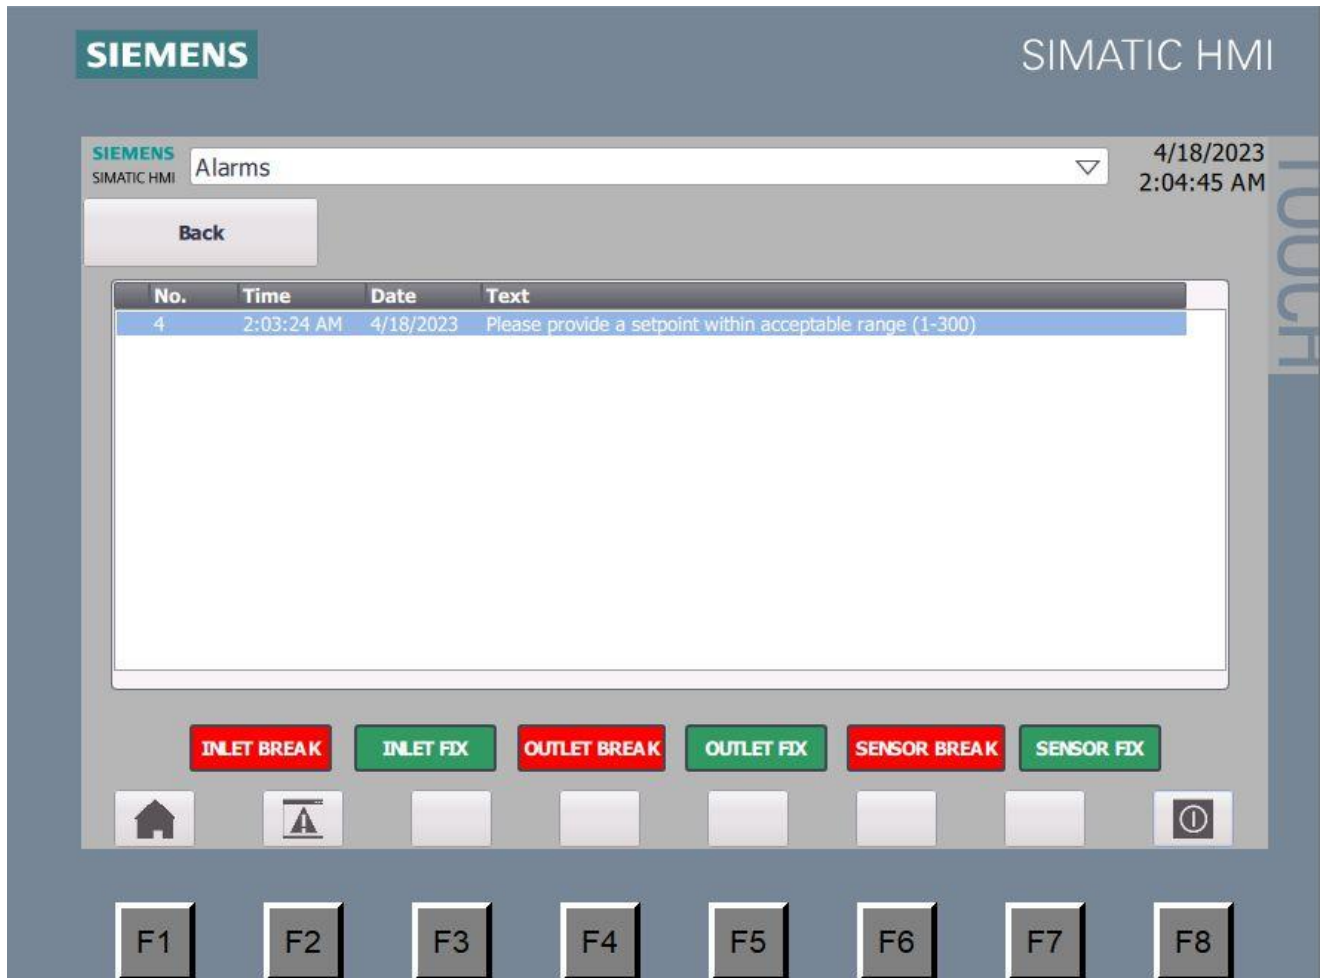 SIEMENS
SIMATIC HMI
SIEMENS
SIMATIC HMI
Alarms
4/18/2023
2:04:45 AM
TOUCH
Back
No. Time Date Text
4 2:03:24 AM 4/18/2023 Please provide a setpoint within acceptable range (1-300)
INLET BREAK INLET FIX OUTLET BREAK OUTLET FIX SENSOR BREAK SENSOR FIX
F1 F2 F3 F4 F5 F6 F7 F8